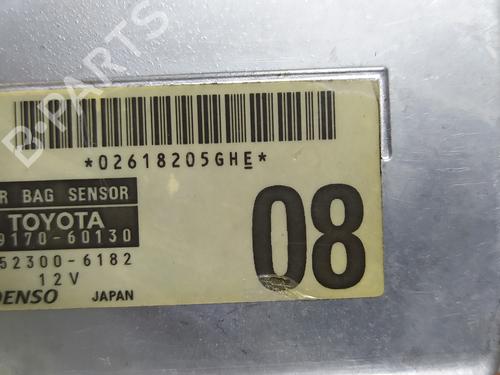 B-PARTS
*02618205GHE*
R BAG SENSOR
TOYOTA
9170-60130
52300-6182
12V
DENSO JAPAN
08